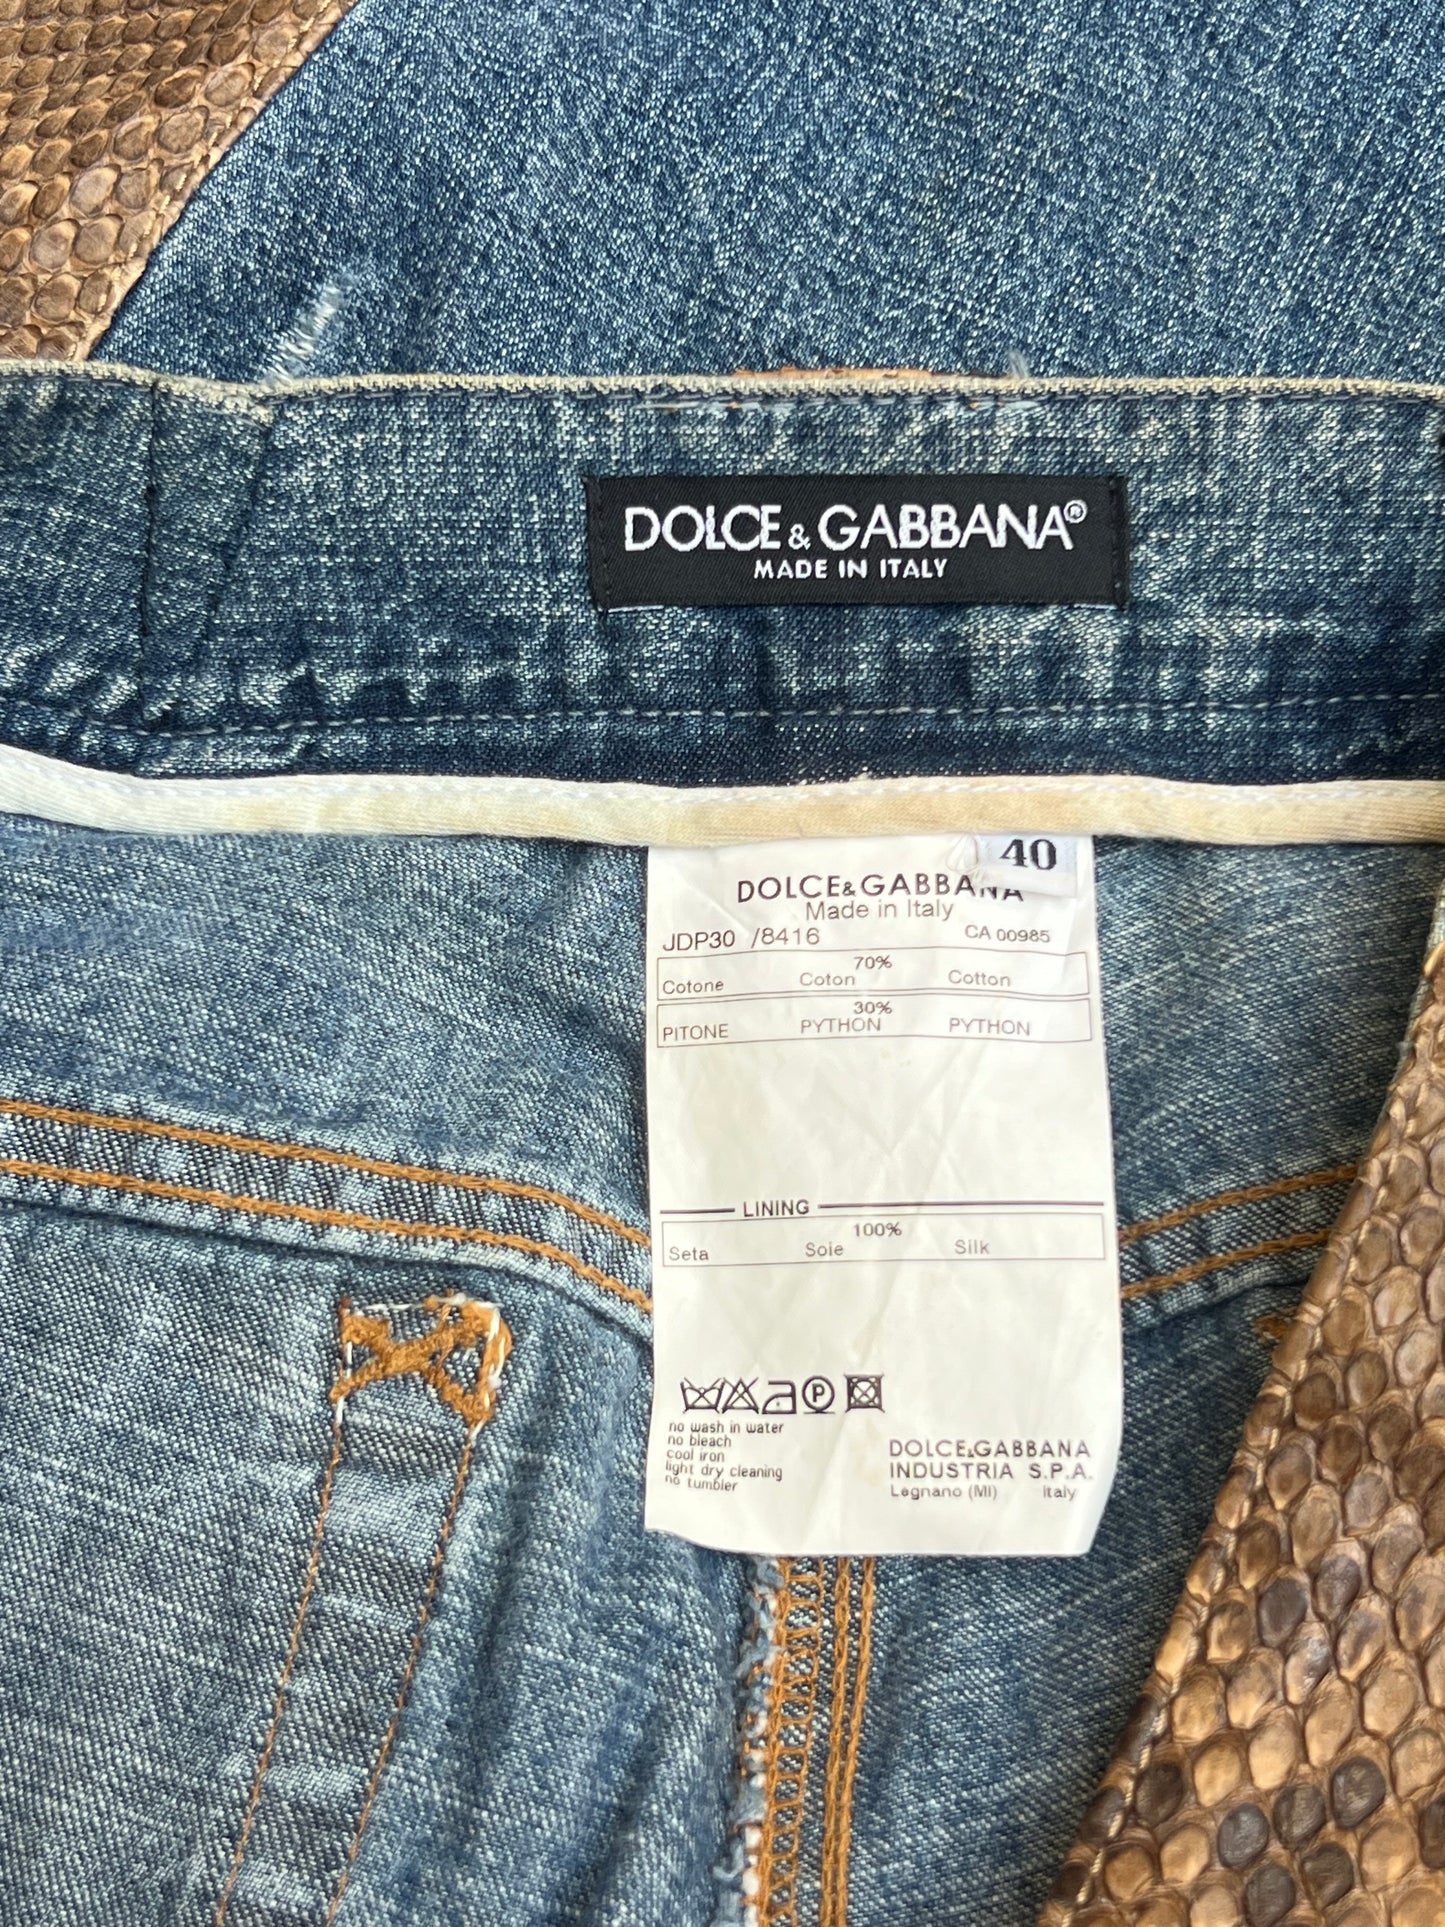 DOLCE & GABBANA®
MADE IN ITALY
40
DOLCE&GABBANA
Made in Italy
JDP30 /8416 CA 00985
70%
Cotone Coton Cotton
30%
PITONE PYTHON PYTHON
LINING
100%
Seta Soie Silk
P
no wash in water
no bleach
cool iron
light dry cleaning
no tumbler
DOLCE&GABBANA
INDUSTRIA S.P.A.
Legnano (MI) Italy